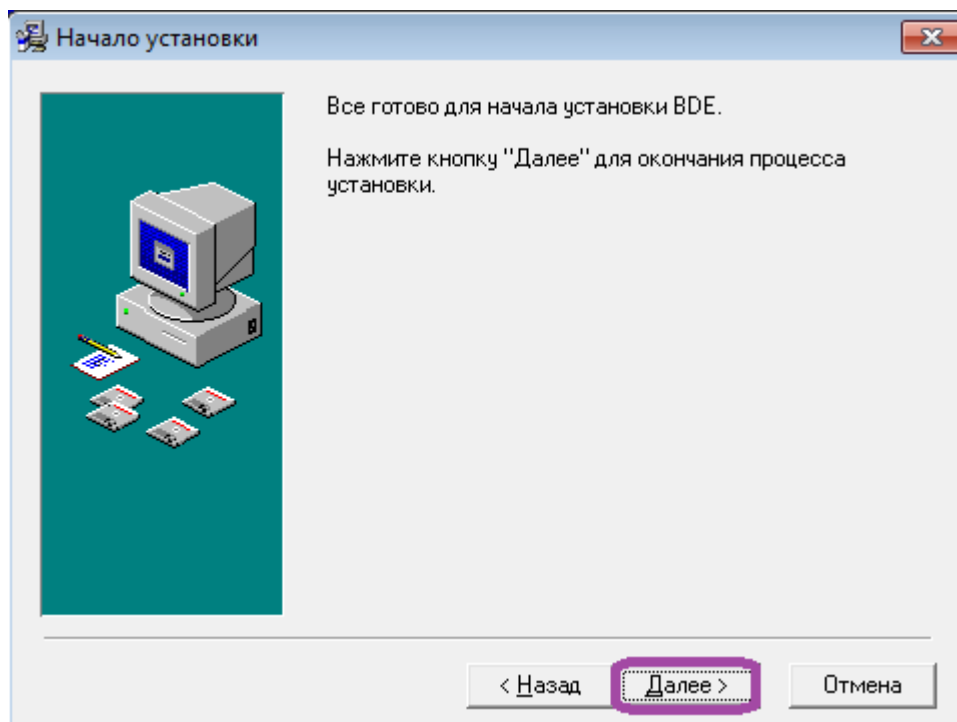 Начало установки
Все готово для начала установки BDE.
Нажмите кнопку "Далее" для окончания процесса
установки.
< Назад
Далее >
Отмена